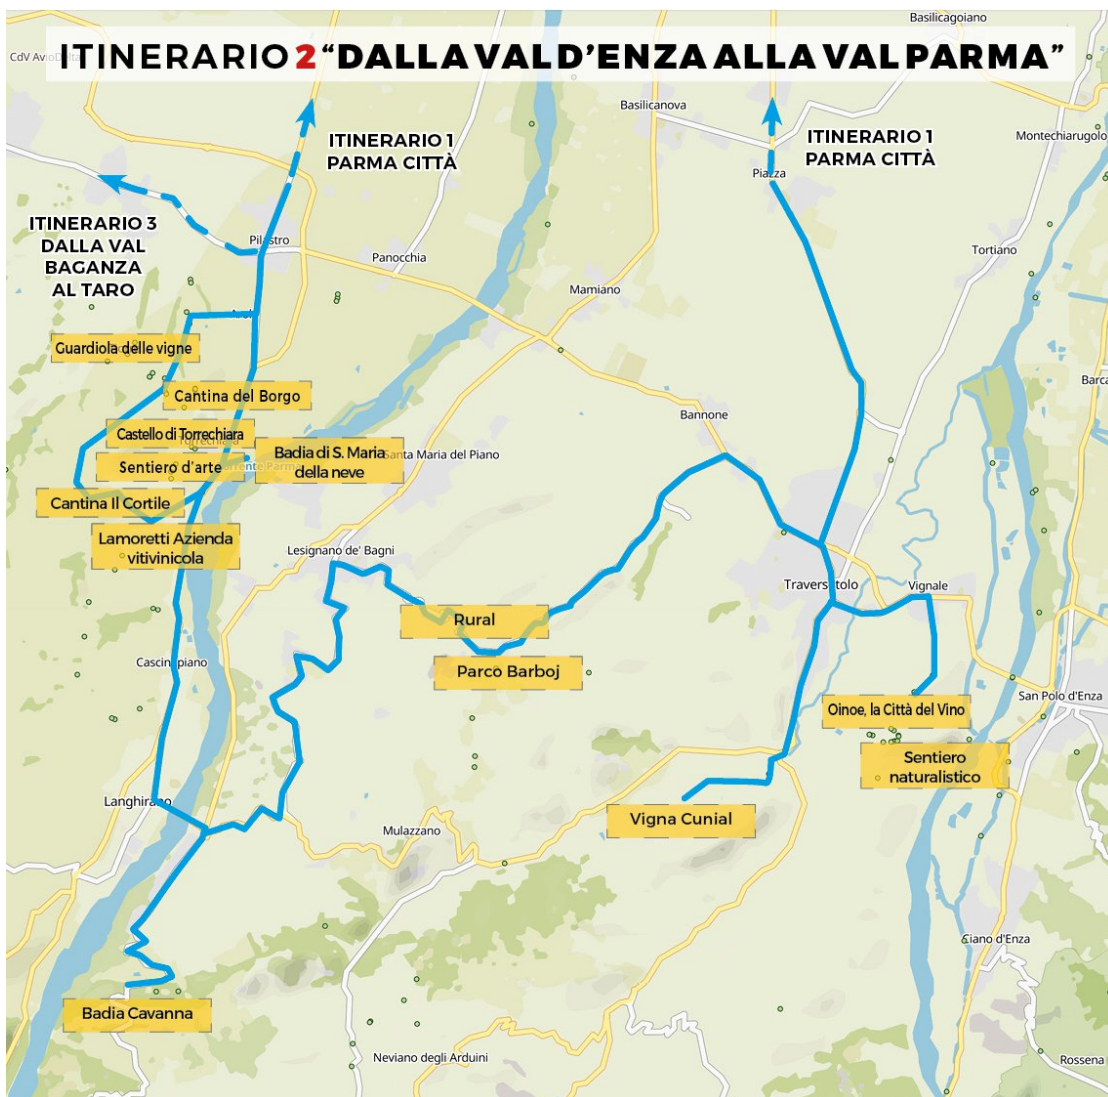 Basilicagoiano
CdV AvioDelta
ITINERARIO 2 “DALLA VAL D’ENZA ALLA VAL PARMA”
Basilicanova
ITINERARIO 1
PARMA CITTÀ
ITINERARIO 1
PARMA CITTÀ
Montechiarugolo
Piazza
ITINERARIO 3
DALLA VAL
BAGANZA
AL TARO
Pilastro
Panocchia
Tortiano
Mamiano
Guardiola delle vigne
Barca
Cantina del Borgo
Bannone
Castello di Torrechiara
Torrechiara
Badia di S. Maria
della neve
Santa Maria del Piano
Sentiero d’arte
Torrente Parma
Cantina Il Cortile
Lamoretti Azienda
vitivinicola
Lesignano de' Bagni
Traversetolo
Vignale
Rural
Cascinapiano
Parco Barboj
San Polo d'Enza
Oinoe, la Città del Vino
Sentiero
naturalistico
Langhirano
Vigna Cunial
Mulazzano
Ciano d'Enza
Badia Cavanna
Neviano degli Arduini
Rossena